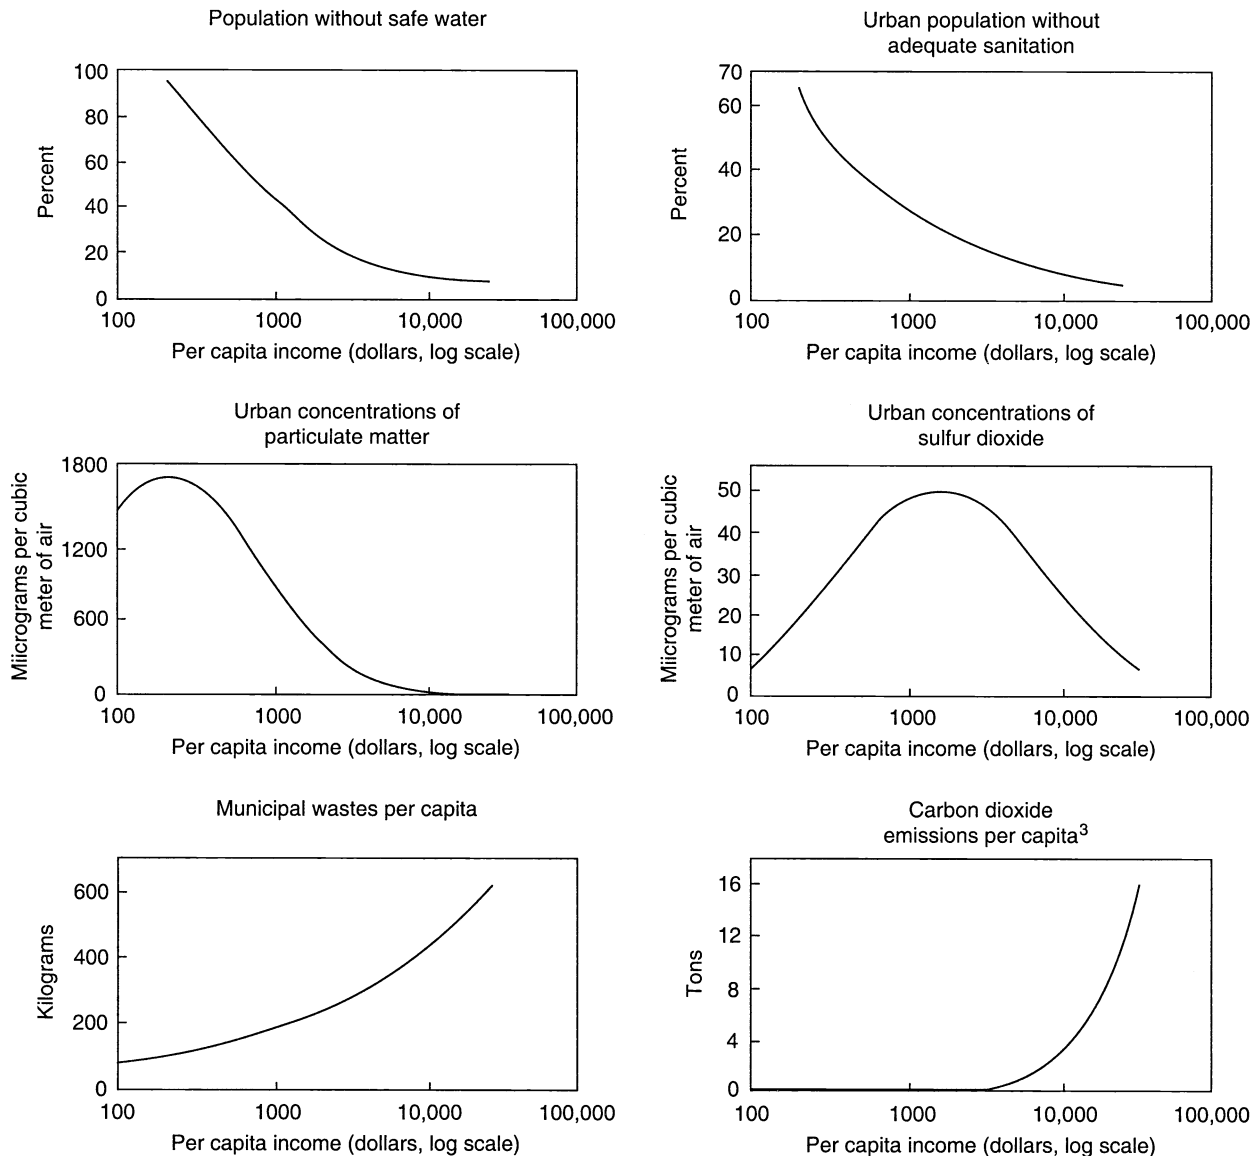 Population without safe water
100
80
60
40
20
0
Percent
100 1000 10,000 100,000
Per capita income (dollars, log scale)
Urban population without
adequate sanitation
70
60
40
20
0
Percent
100 1000 10,000 100,000
Per capita income (dollars, log scale)
Urban concentrations of
particulate matter
1800
1200
600
0
Miicrograms per cubic
meter of air
100 1000 10,000 100,000
Per capita income (dollars, log scale)
Urban concentrations of
sulfur dioxide
50
40
30
20
10
0
Miicrograms per cubic
meter of air
100 1000 10,000 100,000
Per capita income (dollars, log scale)
Municipal wastes per capita
600
400
200
0
Kilograms
100 1000 10,000 100,000
Per capita income (dollars, log scale)
Carbon dioxide
emissions per capita³
16
12
8
4
0
Tons
100 1000 10,000 100,000
Per capita income (dollars, log scale)